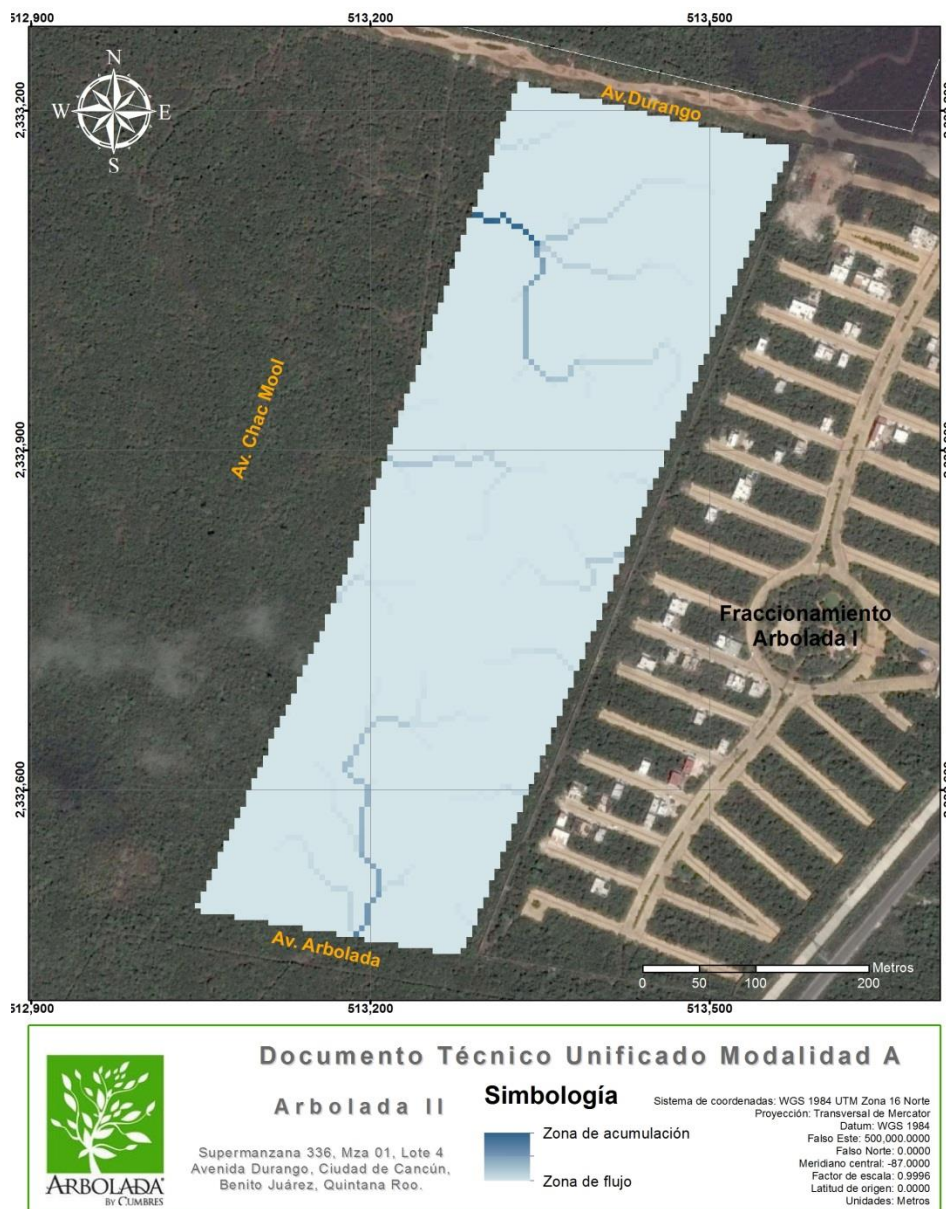 512,900 513,200 513,500
N
W E
S
2,333,200
Av.Durango
Av. Chac Mool
2,332,900
Fraccionamiento
Arbolada I
2,332,600
Av. Arbolada
Metros
0 50 100 200
512,900 513,200 513,500
Documento Técnico Unificado Modalidad A
Arbolada II
Supermanzana 336, Mza 01, Lote 4
Avenida Durango, Ciudad de Cancún,
Benito Juárez, Quintana Roo.
ARBOLADA
BY CUMBRES
Simbología
Zona de acumulación
Zona de flujo
Sistema de coordenadas: WGS 1984 UTM Zona 16 Norte
Proyección: Transversal de Mercator
Datum: WGS 1984
Falso Este: 500,000.0000
Falso Norte: 0.0000
Meridiano central: -87.0000
Factor de escala: 0.9996
Latitud de origen: 0.0000
Unidades: Metros